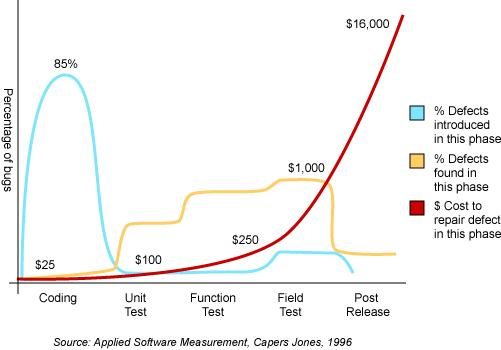 $16,000
85%
Percentage of bugs
% Defects
introduced
in this phase
% Defects
found in
this phase
$ Cost to
repair defect
in this phase
$1,000
$250
$100
$25
Coding
Unit
Test
Function
Test
Field
Test
Post
Release
Source: Applied Software Measurement, Capers Jones, 1996